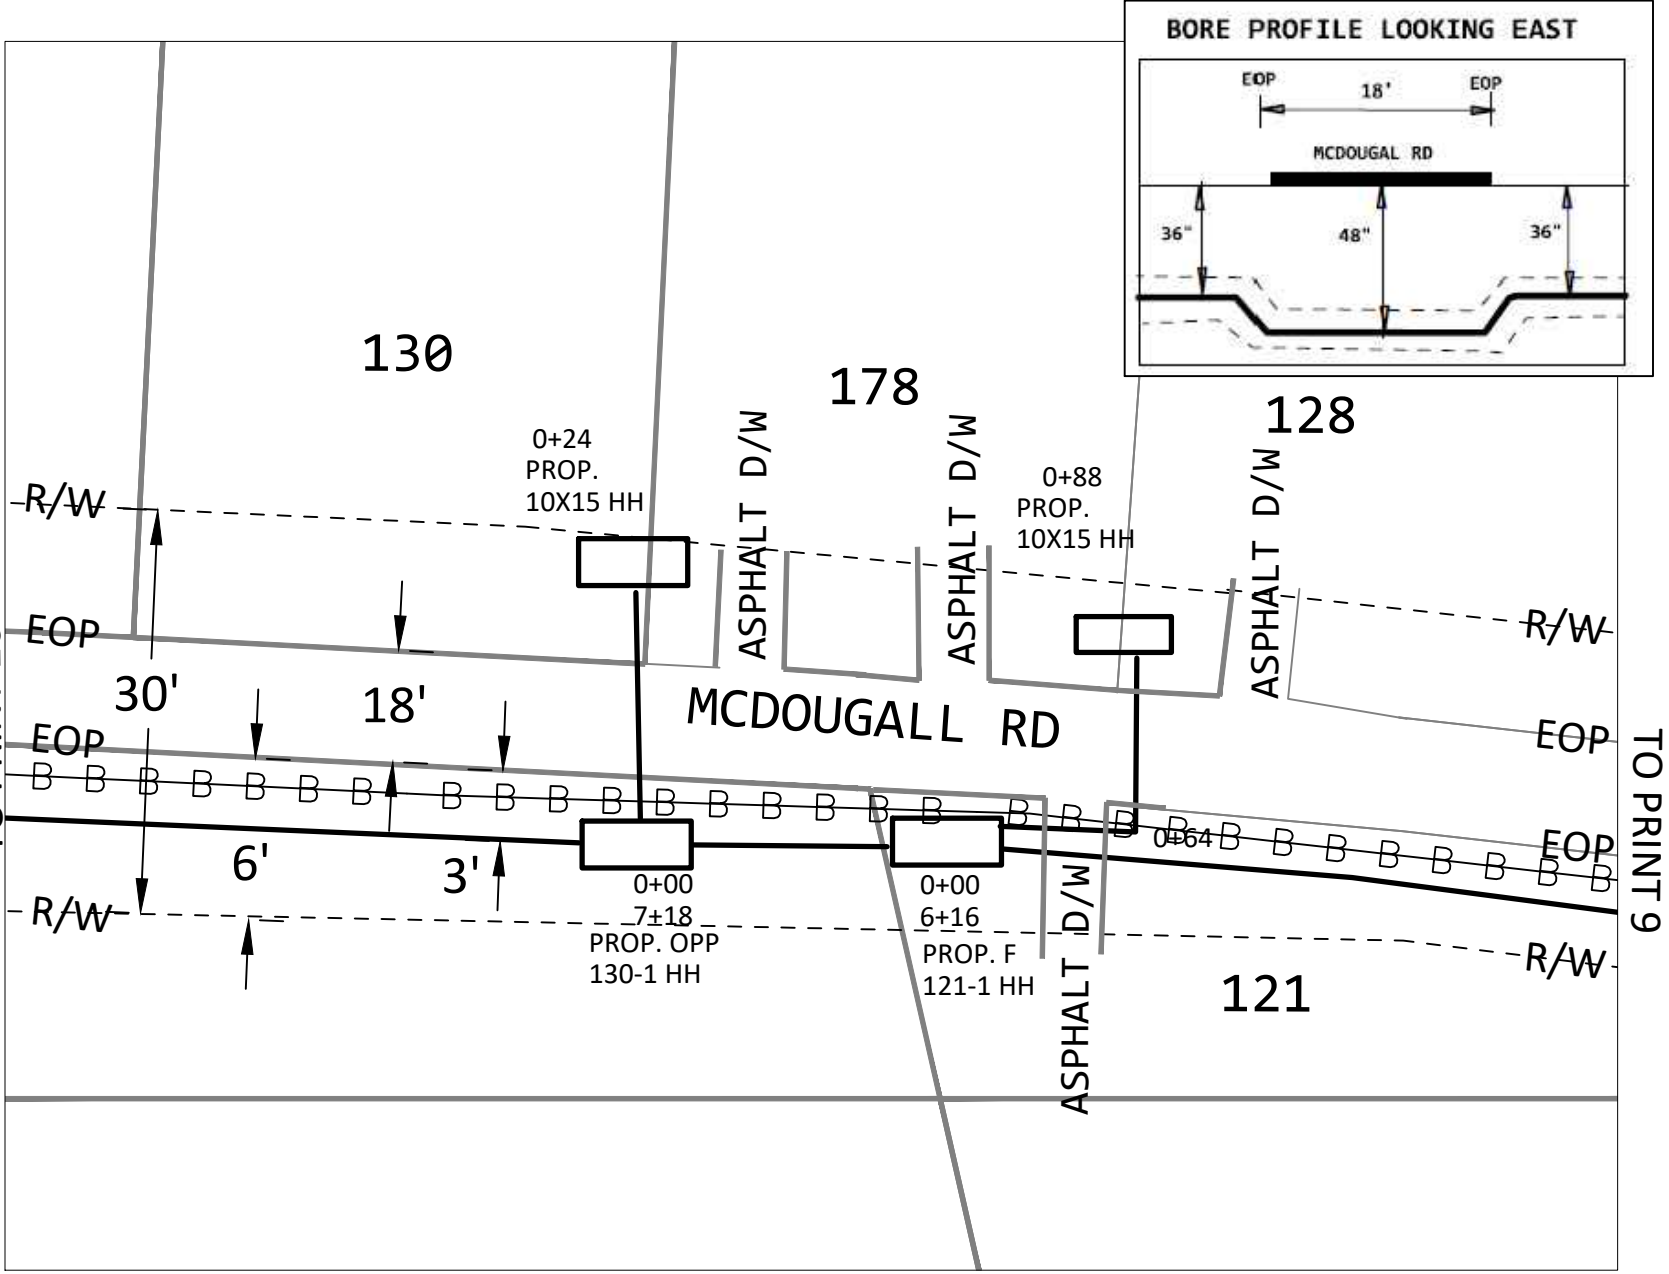 BORE PROFILE LOOKING EAST
EOP
18'
EOP
MCDOUGAL RD
36"
48"
36"
130
178
128
0+24
PROP.
10X15 HH
ASPHALT D/W
ASPHALT D/W
0+88
PROP.
10X15 HH
ASPHALT D/W
R/W
R/W
EOP
30'
18'
MCDOUGALL RD
EOP
EOP
B B B B B B B B B B B B B B B B B B B B B B B B B B B B B B
0+64
EOP
TO PRINT 9
6'
3'
0+00
7±18
PROP. OPP
130-1 HH
0+00
6+16
PROP. F
121-1 HH
ASPHALT D/W
R/W
R/W
121